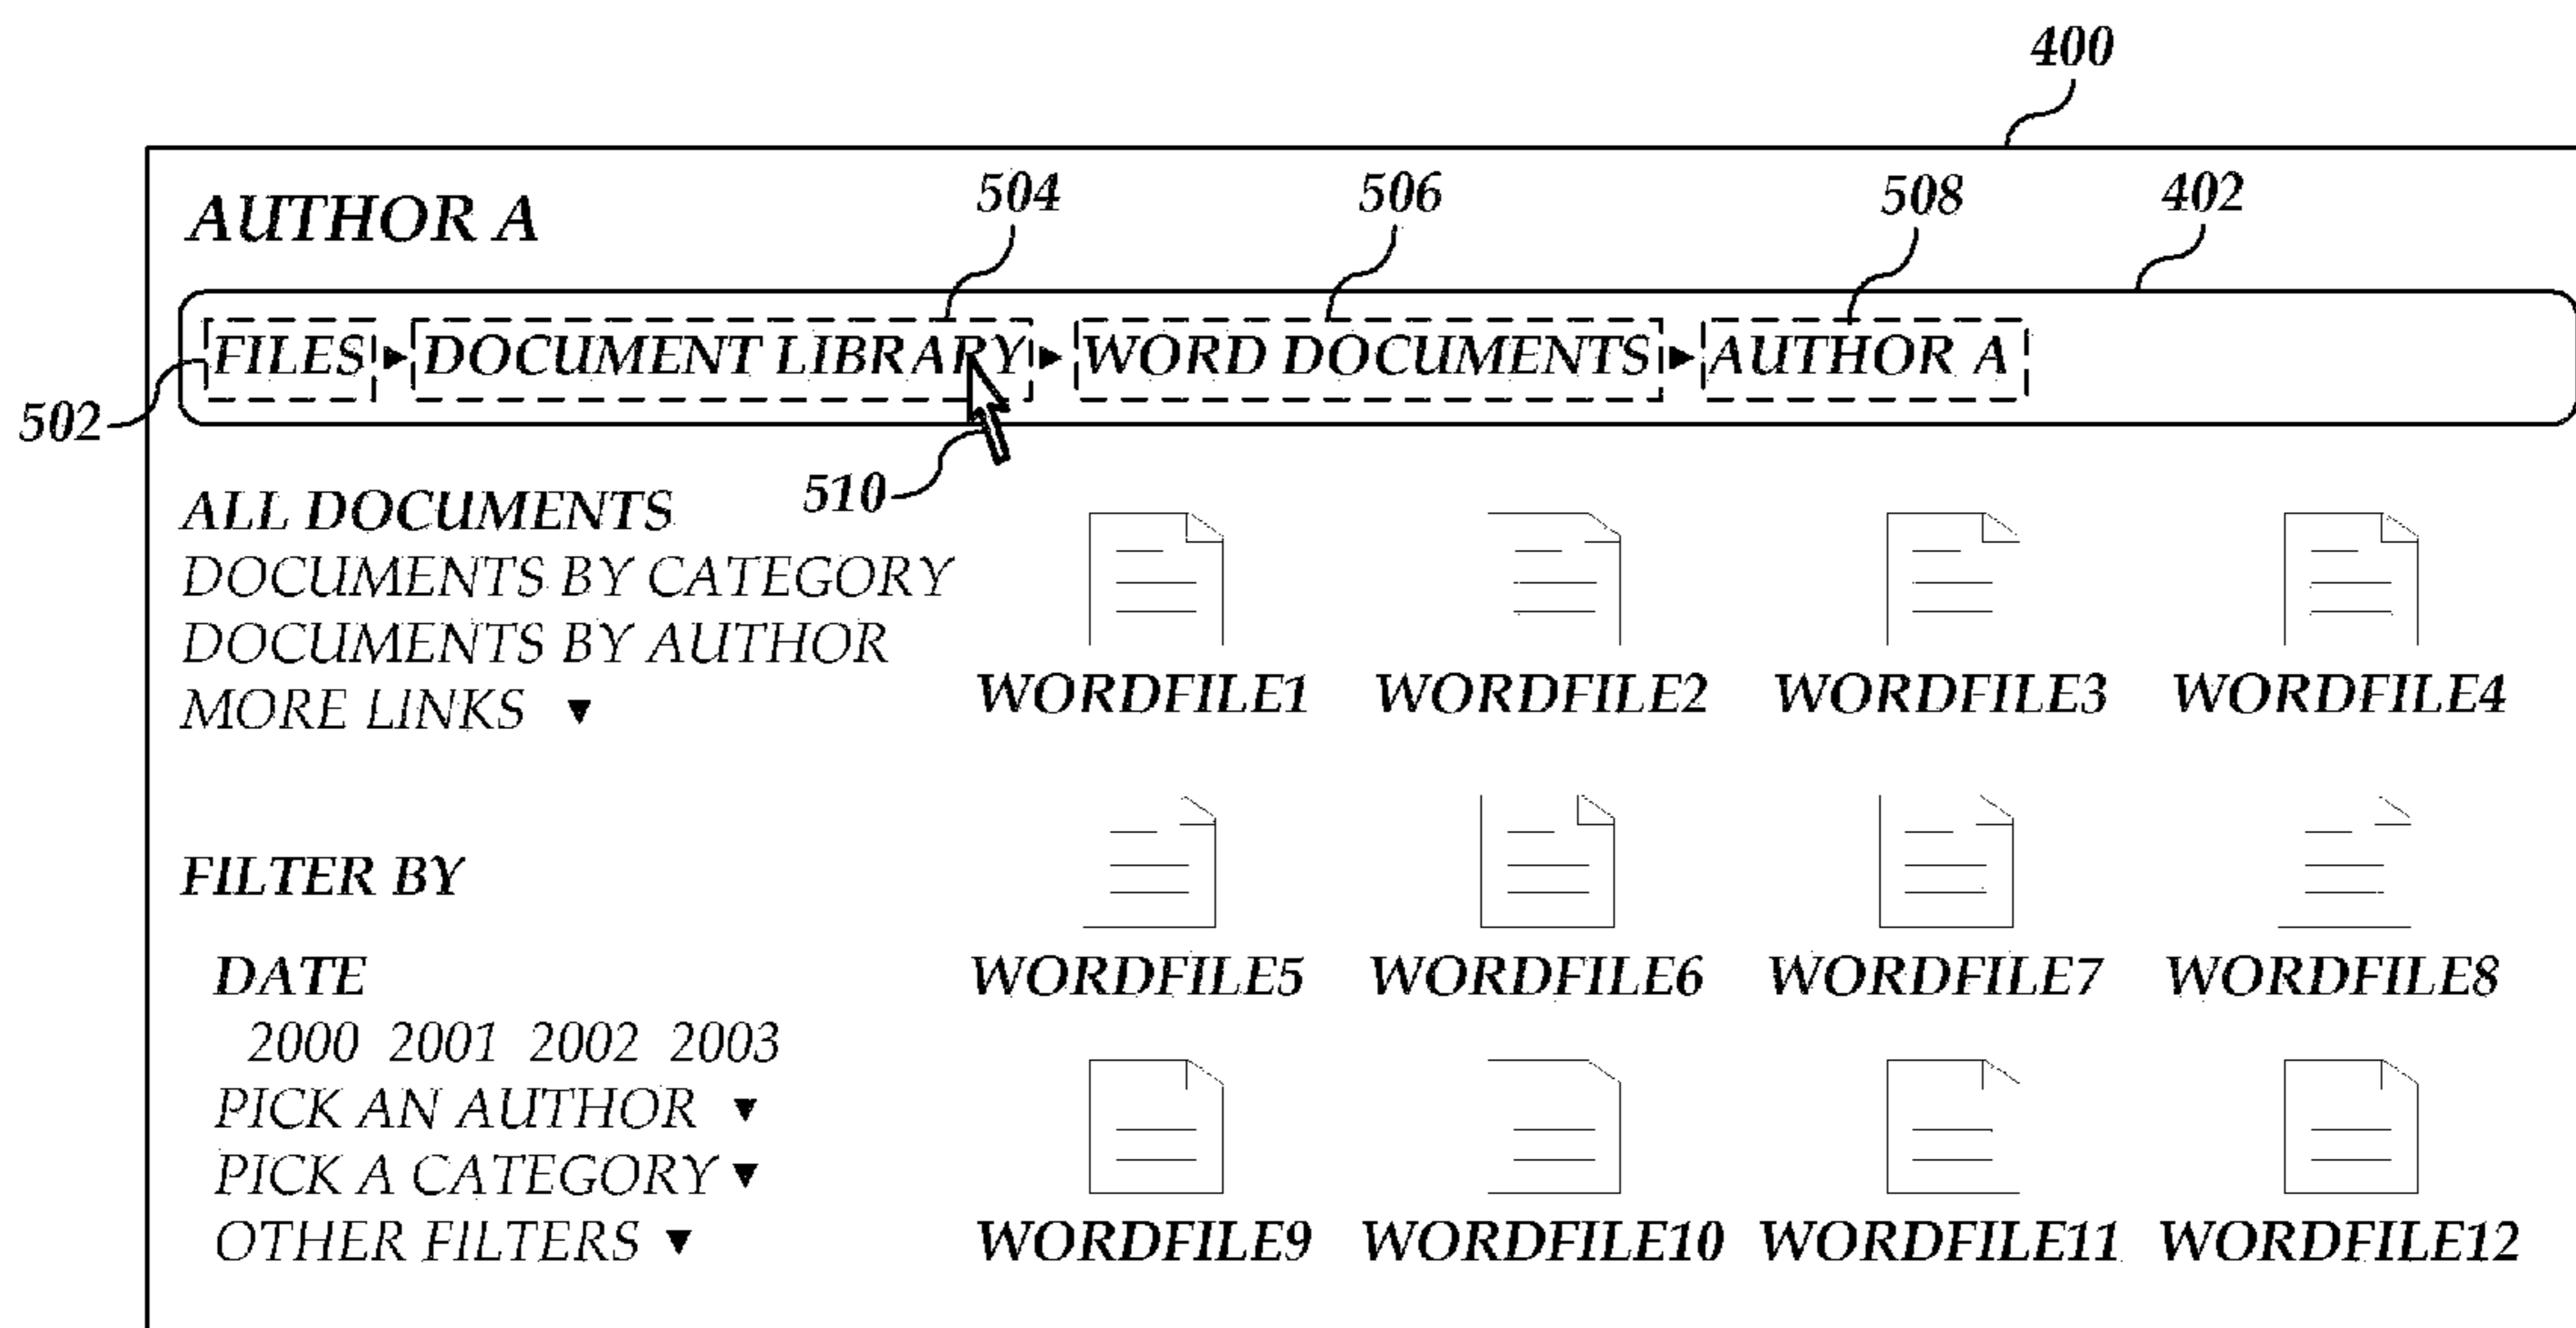 400
AUTHOR A
504
506
508
402
FILES ▶ DOCUMENT LIBRARY ▶ WORD DOCUMENTS ▶ AUTHOR A
502
510
ALL DOCUMENTS
DOCUMENTS BY CATEGORY
DOCUMENTS BY AUTHOR
MORE LINKS ▼
WORDFILE1 WORDFILE2 WORDFILE3 WORDFILE4
FILTER BY
DATE
2000 2001 2002 2003
PICK AN AUTHOR ▼
PICK A CATEGORY ▼
OTHER FILTERS ▼
WORDFILE5 WORDFILE6 WORDFILE7 WORDFILE8
WORDFILE9 WORDFILE10 WORDFILE11 WORDFILE12